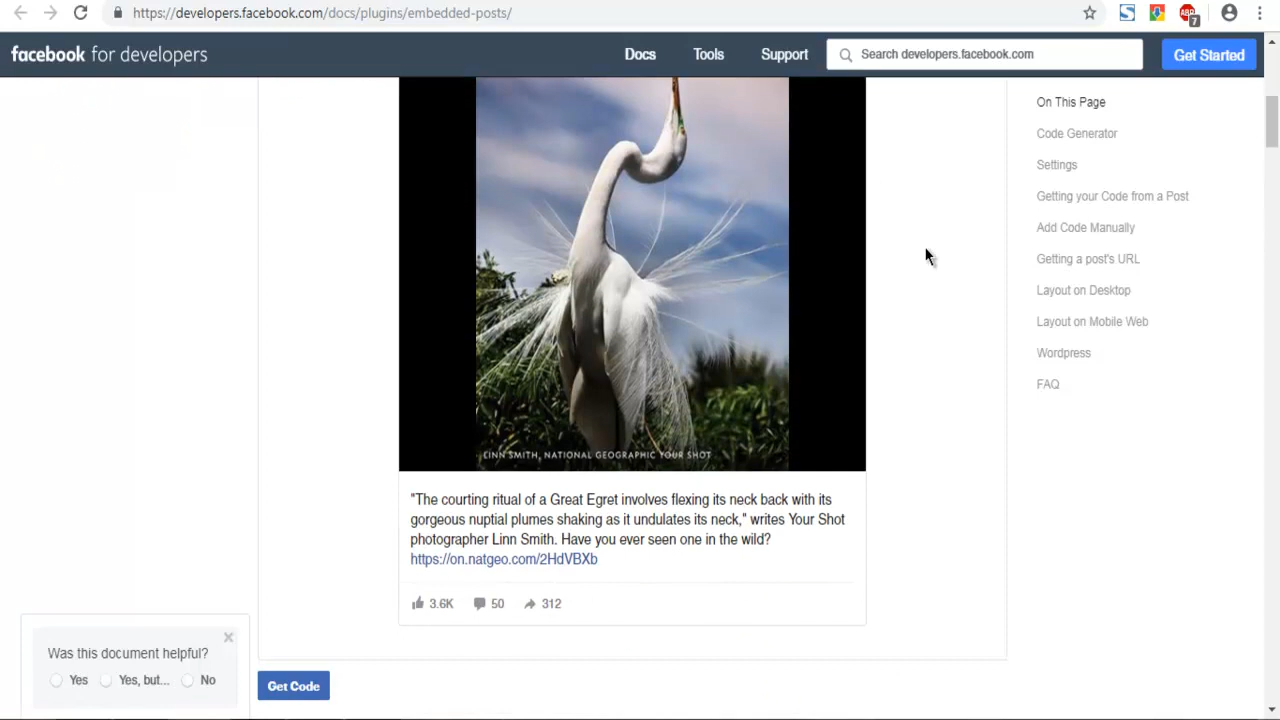 https://developers.facebook.com/docs/plugins/embedded-posts/
ABP
7
facebook for developers
Docs
Tools
Support
Search developers.facebook.com
Get Started
On This Page
Code Generator
Settings
Getting your Code from a Post
Add Code Manually
Getting a post's URL
Layout on Desktop
Layout on Mobile Web
Wordpress
FAQ
LINN SMITH, NATIONAL GEOGRAPHIC YOUR SHOT
"The courting ritual of a Great Egret involves flexing its neck back with its
gorgeous nuptial plumes shaking as it undulates its neck," writes Your Shot
photographer Linn Smith. Have you ever seen one in the wild?
https://on.natgeo.com/2HdVBXb
3.6K 50 312
Was this document helpful?
Yes Yes, but... No
Get Code